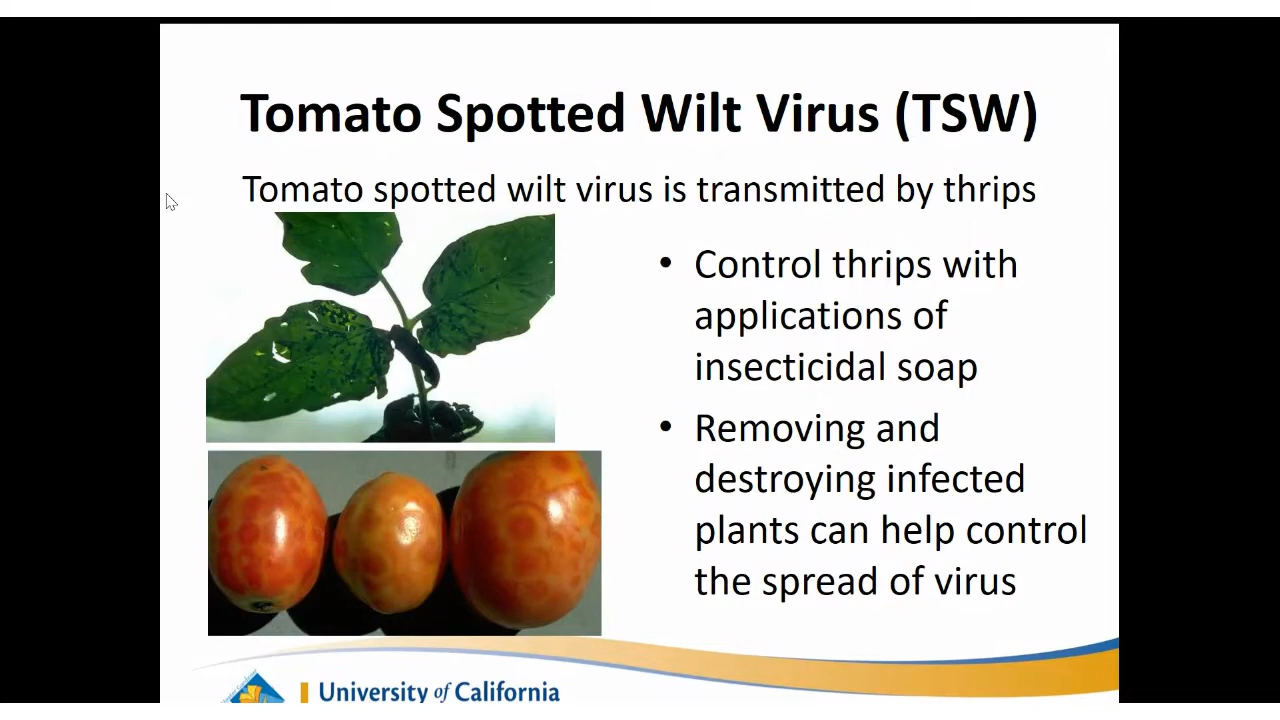 Tomato Spotted Wilt Virus (TSW)
Tomato spotted wilt virus is transmitted by thrips
• Control thrips with
applications of
insecticidal soap
• Removing and
destroying infected
plants can help control
the spread of virus
University of California